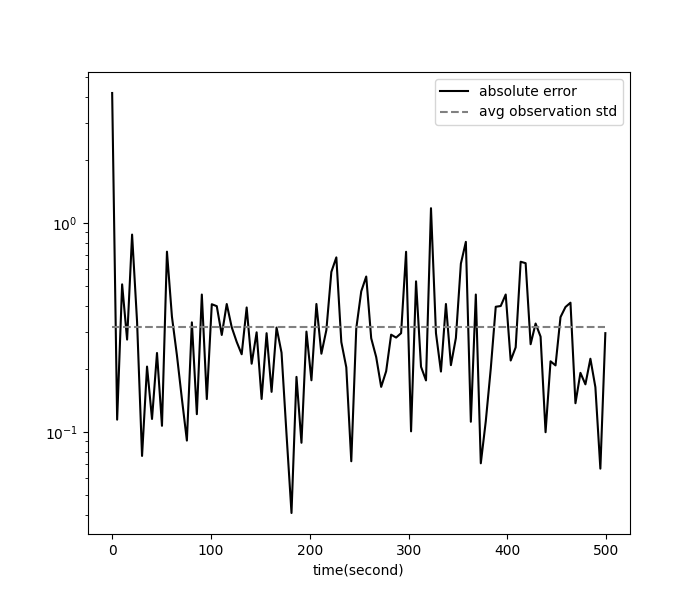 absolute error
avg observation std
10⁰
10⁻¹
0 100 200 300 400 500
time(second)